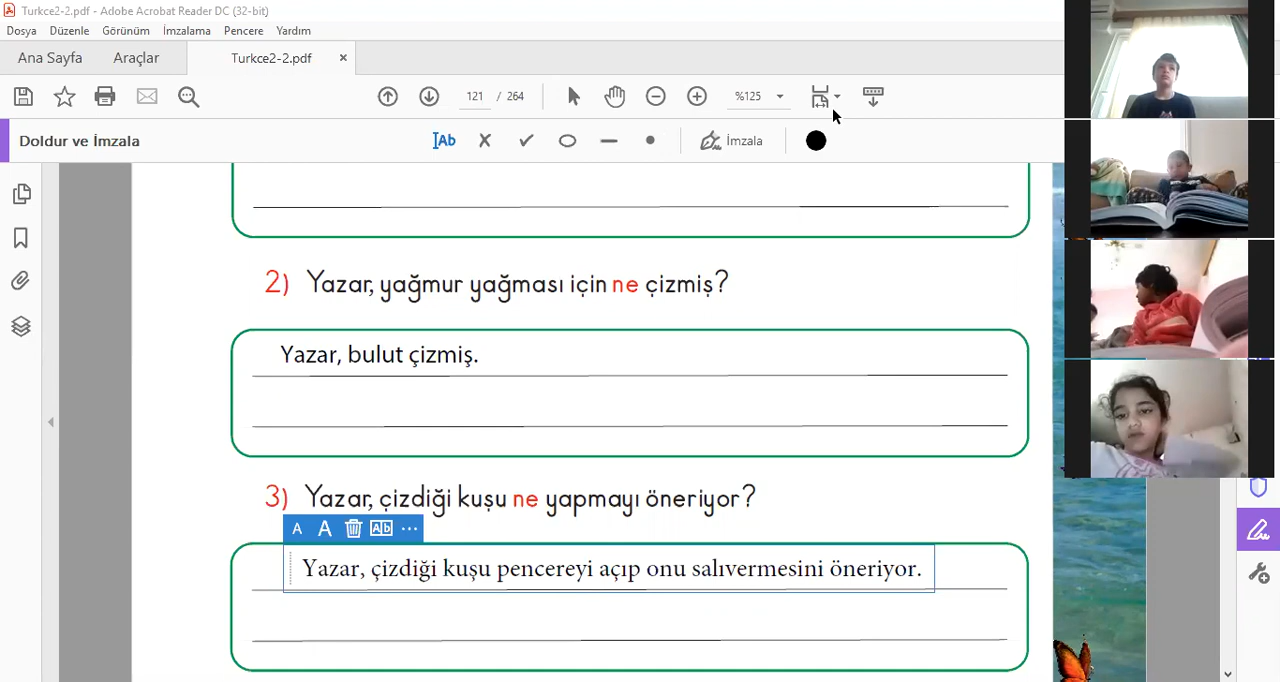 Turkce2-2.pdf - Adobe Acrobat Reader DC (32-bit)
Dosya Düzenle Görünüm İmzalama Pencere Yardım
Ana Sayfa Araçlar Turkce2-2.pdf ×
121 / 264 %125
Doldur ve İmzala Ab İmzala
2) Yazar, yağmur yağması için ne çizmiş?
Yazar, bulut çizmiş.
3) Yazar, çizdiği kuşu ne yapmayı öneriyor?
A A Ab ...
Yazar, çizdiği kuşu pencereyi açıp onu salıvermesini öneriyor.